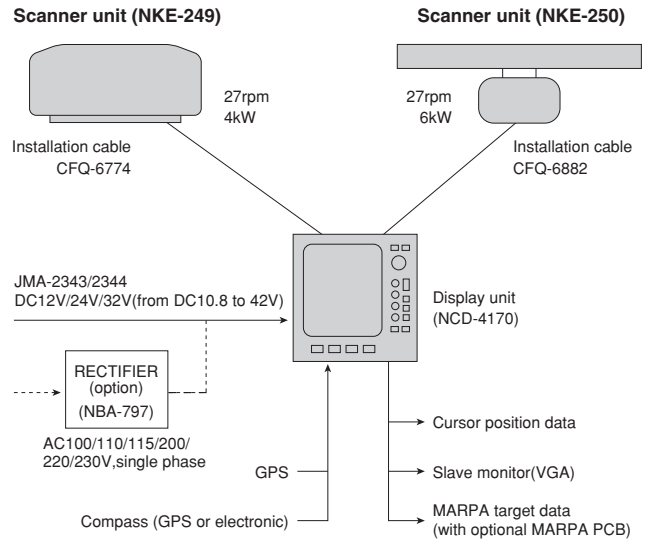 Scanner unit (NKE-249)
Scanner unit (NKE-250)
27rpm
4kW
27rpm
6kW
Installation cable
CFQ-6774
Installation cable
CFQ-6882
JMA-2343/2344
DC12V/24V/32V(from DC10.8 to 42V)
Display unit
(NCD-4170)
RECTIFIER
(option)
(NBA-797)
AC100/110/115/200/
220/230V,single phase
Cursor position data
GPS
Slave monitor(VGA)
Compass (GPS or electronic)
MARPA target data
(with optional MARPA PCB)